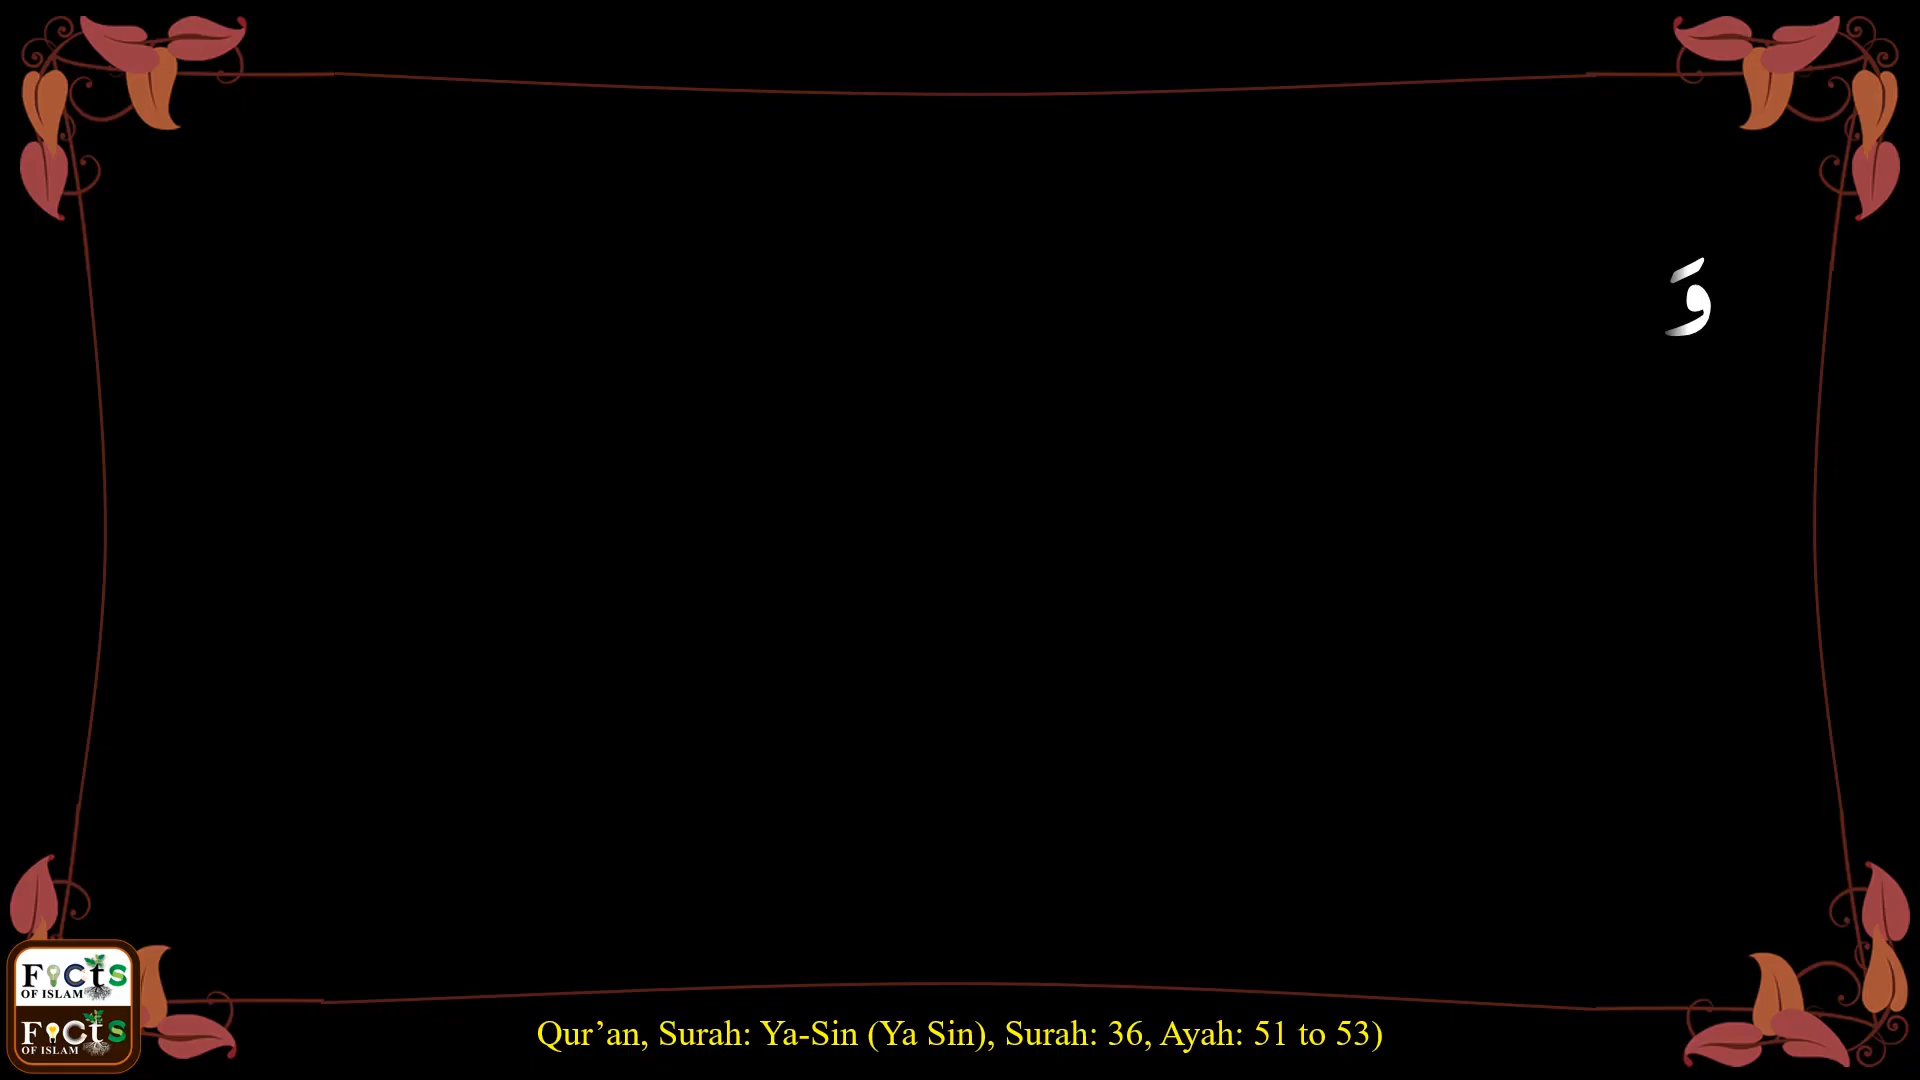 وَ
FActs
OF ISLAM
FActs
OF ISLAM
Qur’an, Surah: Ya-Sin (Ya Sin), Surah: 36, Ayah: 51 to 53)